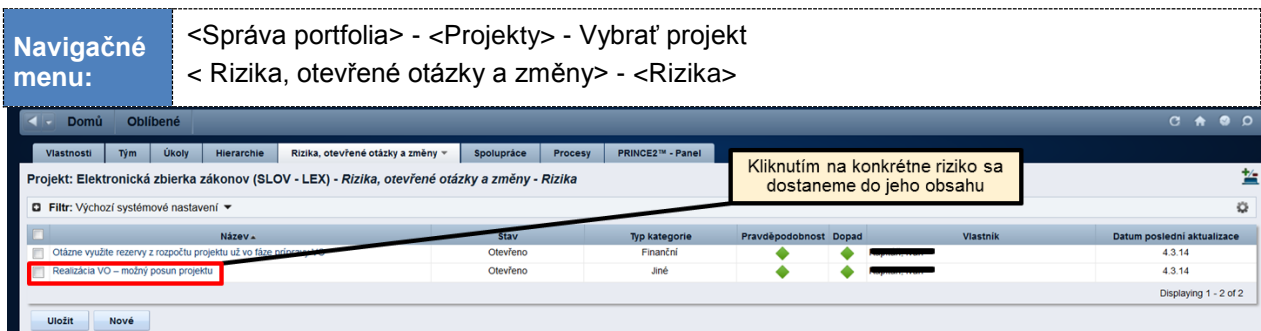 Navigačné menu:
<Správa portfolia> - <Projekty> - Vybrať projekt
< Rizika, otevřené otázky a změny> - <Rizika>
Domů Oblíbené
Vlastnosti Tým Úkoly Hierarchie Rizika, otevřené otázky a změny Spolupráce Procesy PRINCE2™ - Panel
Kliknutím na konkrétne riziko sa
dostaneme do jeho obsahu
Projekt: Elektronická zbierka zákonov (SLOV - LEX) - Rizika, otevřené otázky a změny - Rizika
Filtr: Výchozí systémové nastavení
Název Stav Typ kategorie Pravděpodobnost Dopad Vlastník Datum poslední aktualizace
Otázne využite rezervy z rozpočtu projektu už vo fáze prípravy VO Otevřeno Finanční 4.3.14
Realizácia VO – možný posun projektu Otevřeno Jiné 4.3.14
Displaying 1 - 2 of 2
Uložit Nové